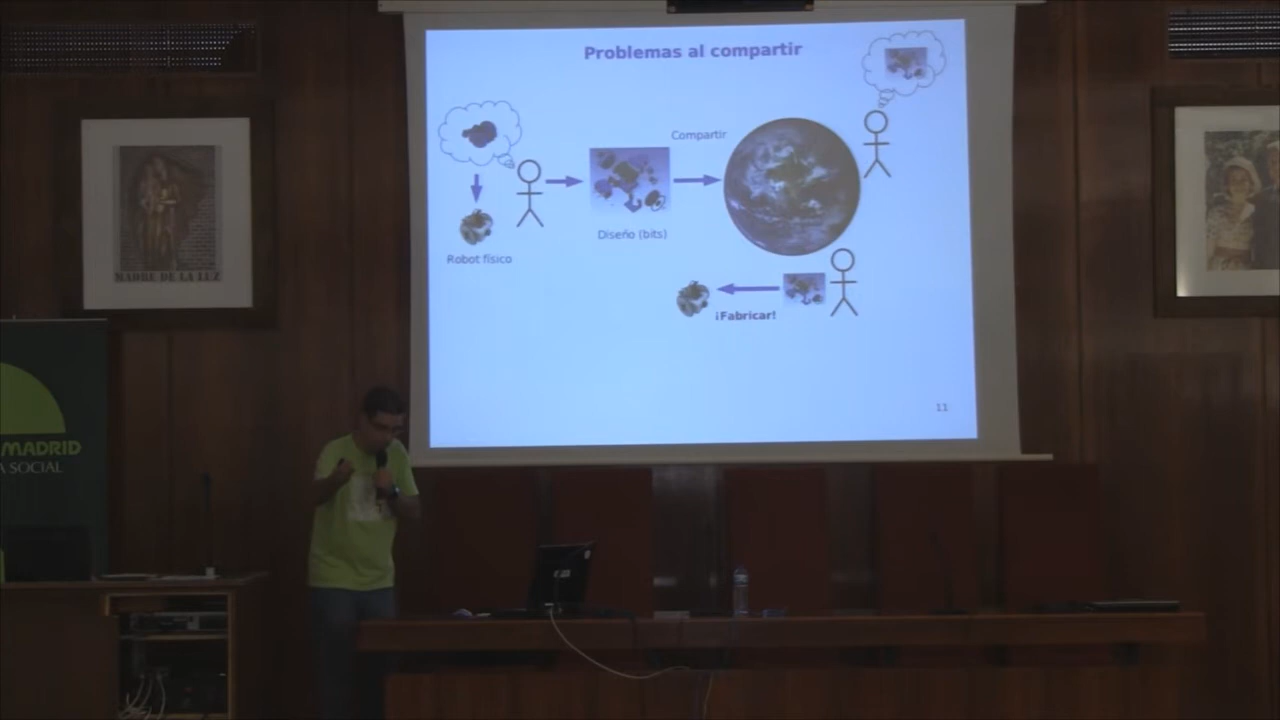 Problemas al compartir
Compartir
Diseño (bits)
Robot físico
¡Fabricar!
11
MADRE DE LA LUZ
MADRID
A SOCIAL